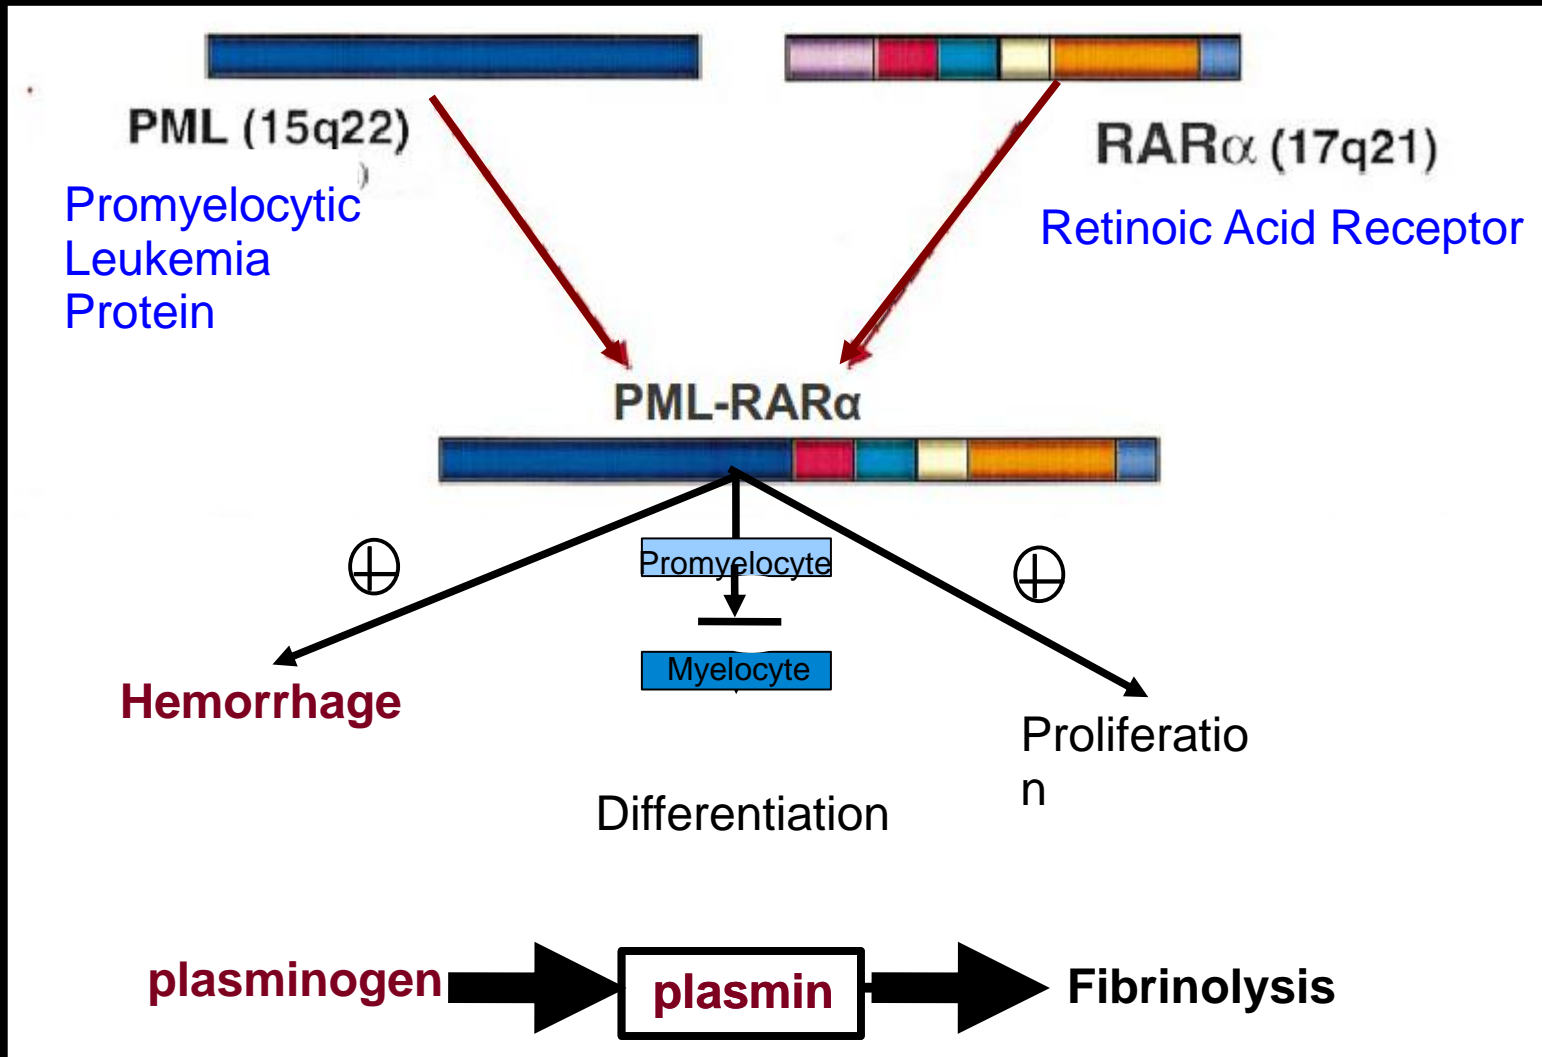 PML (15q22)
)
Promyelocytic
Leukemia
Protein
RARα (17q21)
Retinoic Acid Receptor
PML-RARα
Promyelocyte
Myelocyte
Hemorrhage
Proliferatio
n
Differentiation
plasminogen
plasmin
Fibrinolysis